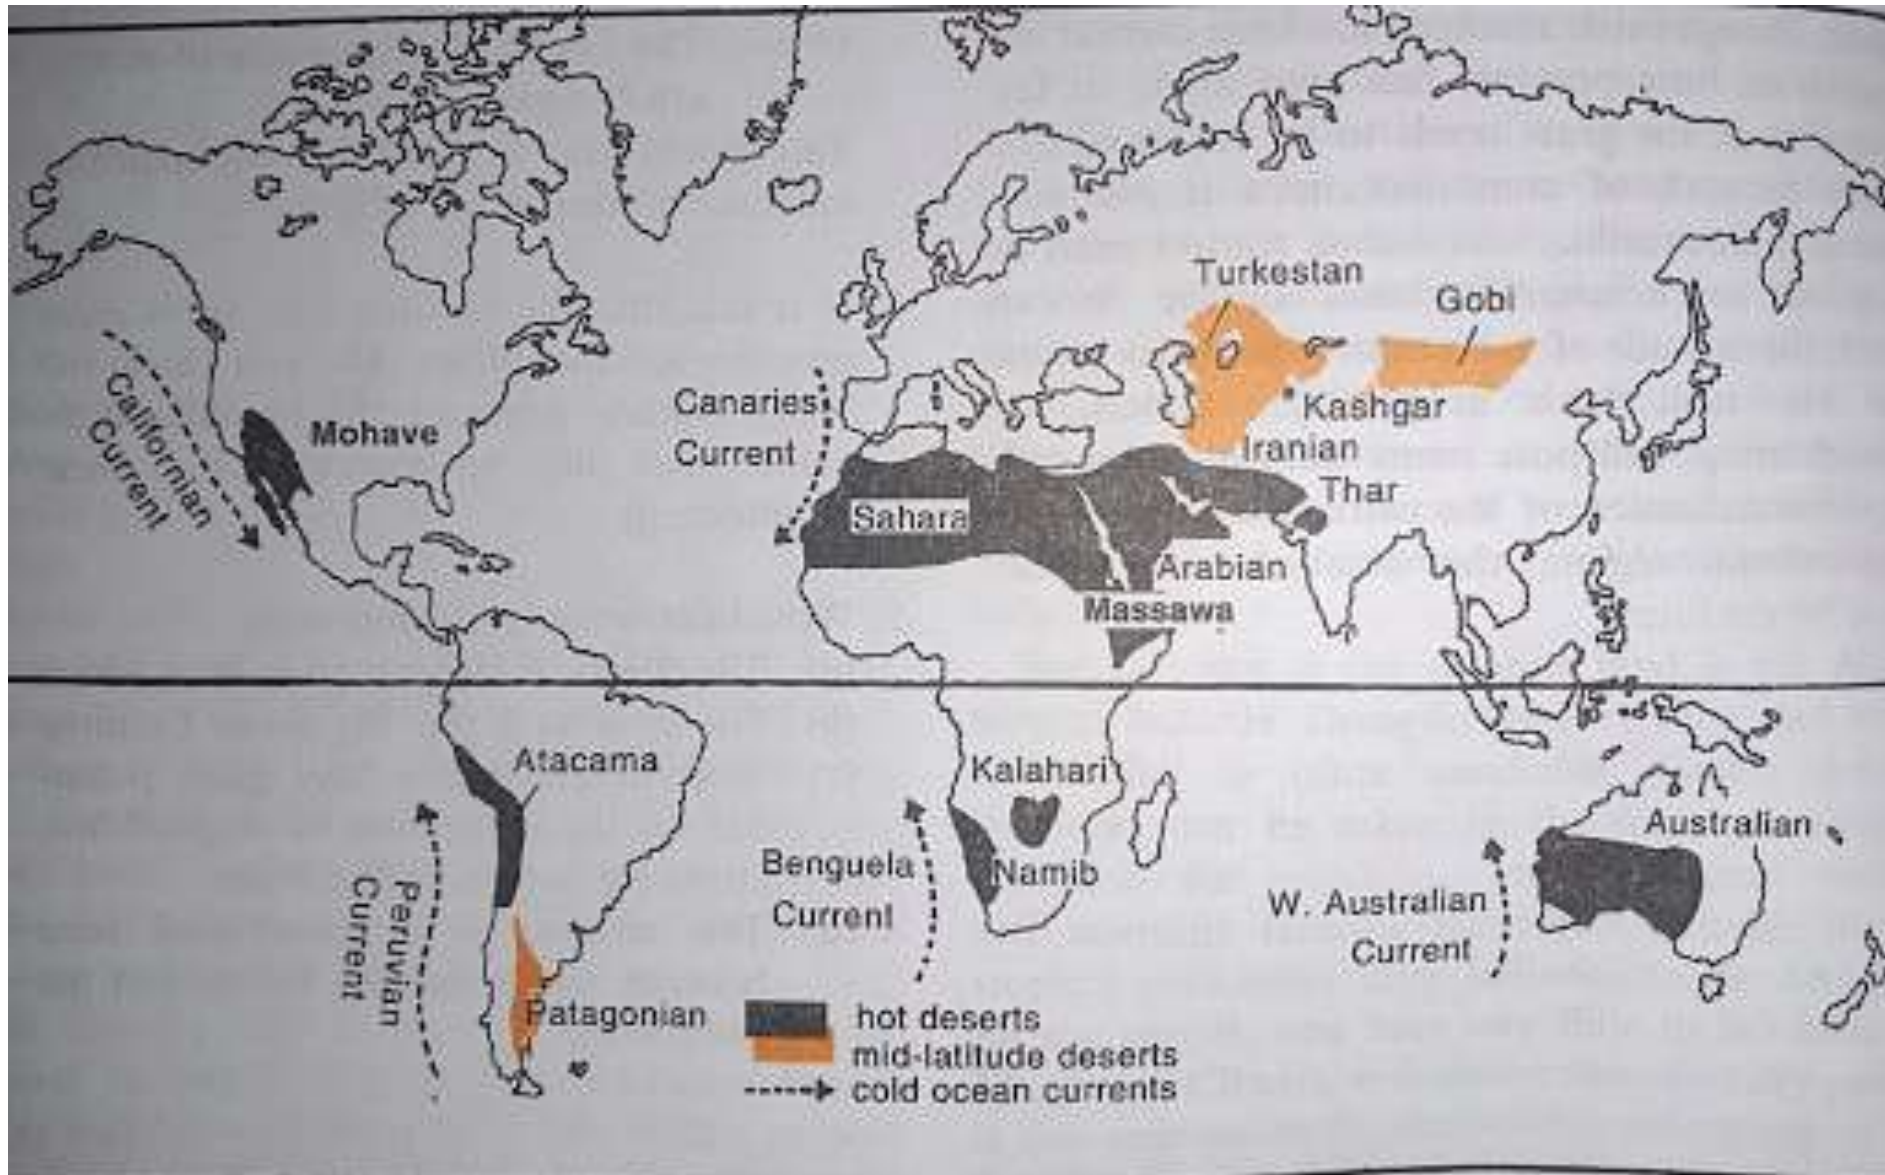 Turkestan
Gobi
Kashgar
Iranian
Thar
Canaries
Current
Californian
Current
Mohave
Sahara
Arabian
Massawa
Atacama
Kalahari
Namib
Australian
Benguela
Current
W. Australian
Current
Peruvian
Current
Patagonian
hot deserts
mid-latitude deserts
cold ocean currents